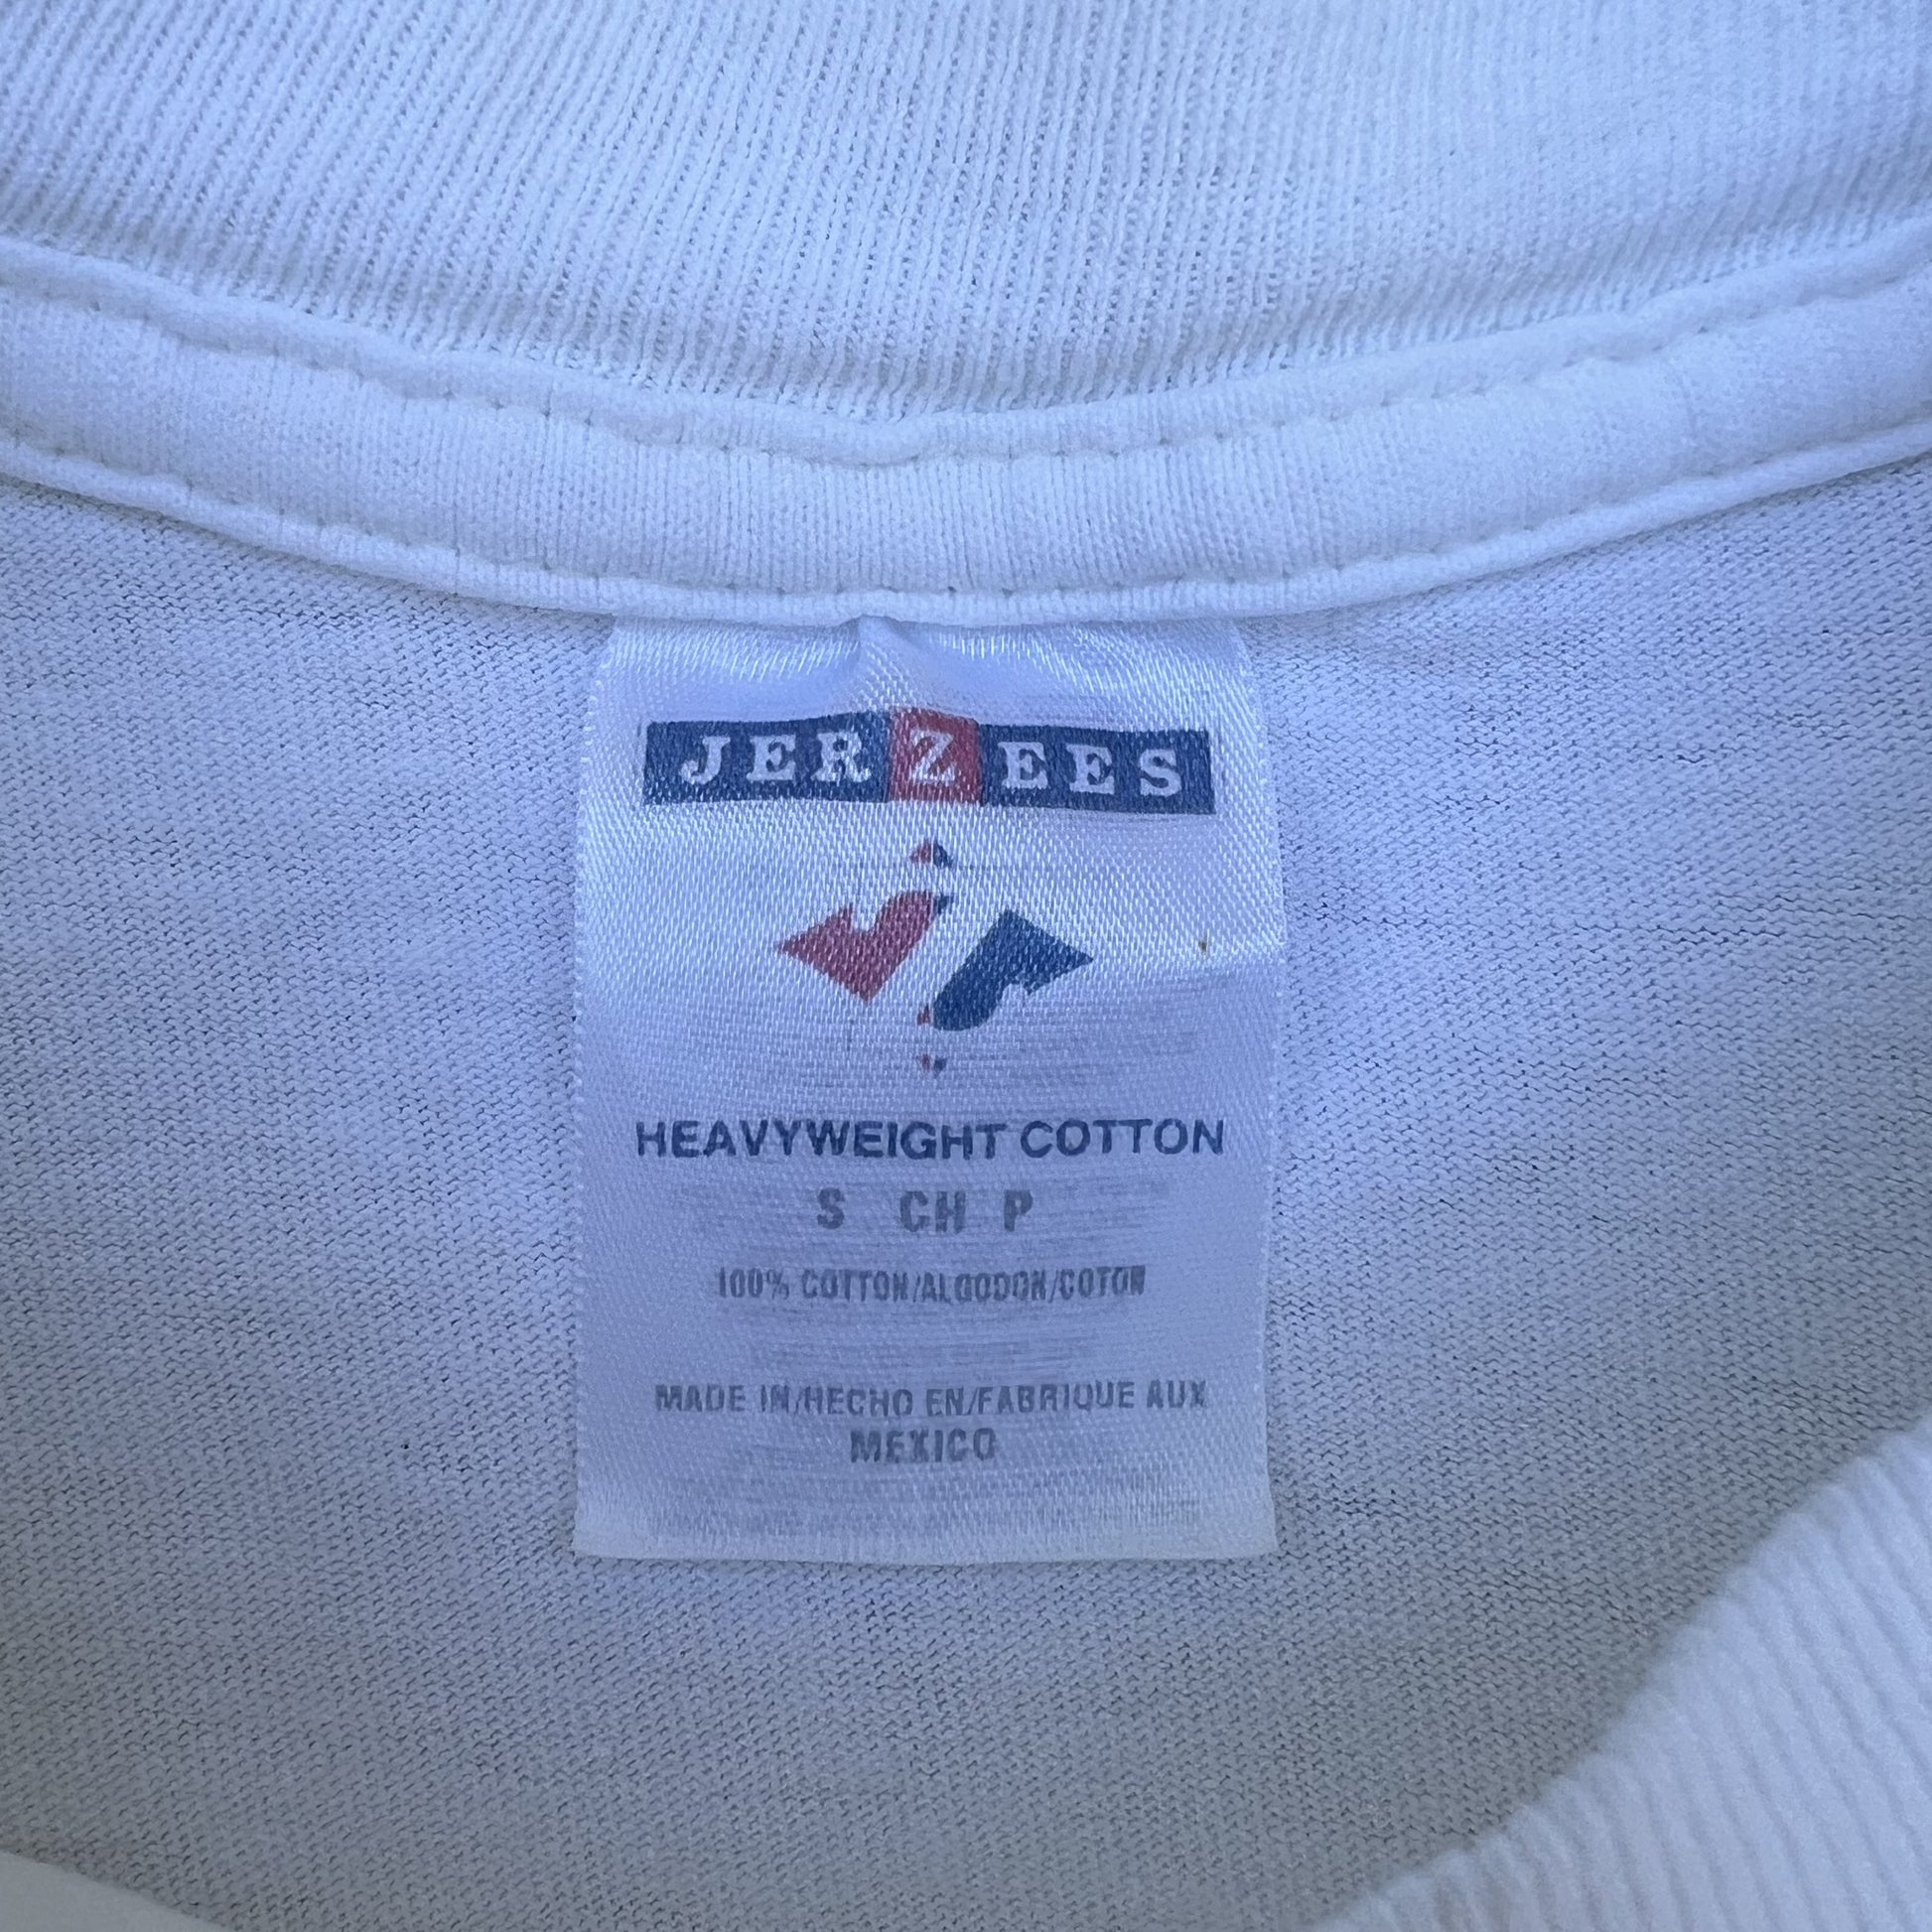 JERZEES
HEAVYWEIGHT COTTON
S CH P
100% COTTON/ALGODON/COTON
MADE IN/HECHO EN/FABRIQUE AUX
MEXICO